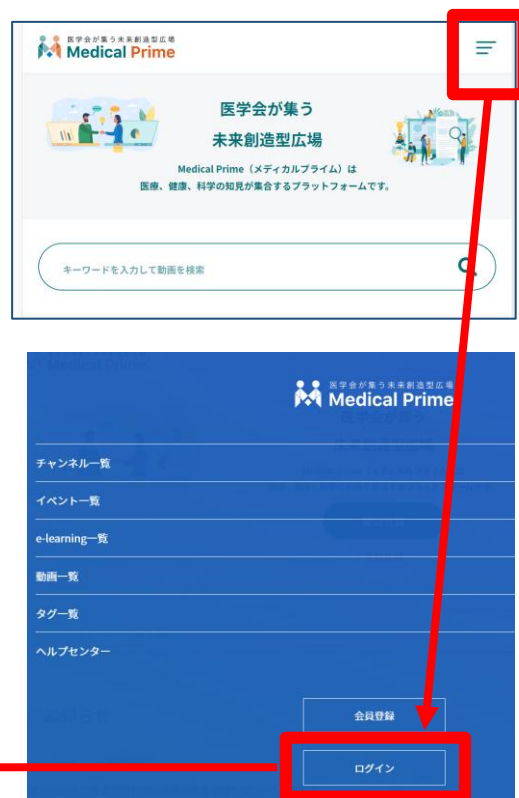 医学会が集う未来創造型広場
Medical Prime
医学会が集う
未来創造型広場
Medical Prime（メディカルプライム）は
医療、健康、科学の知見が集合するプラットフォームです。
キーワードを入力して動画を検索
医学会が集う未来創造型広場
Medical Prime
チャンネル一覧
イベント一覧
e-learning一覧
動画一覧
タグ一覧
ヘルプセンター
会員登録
ログイン